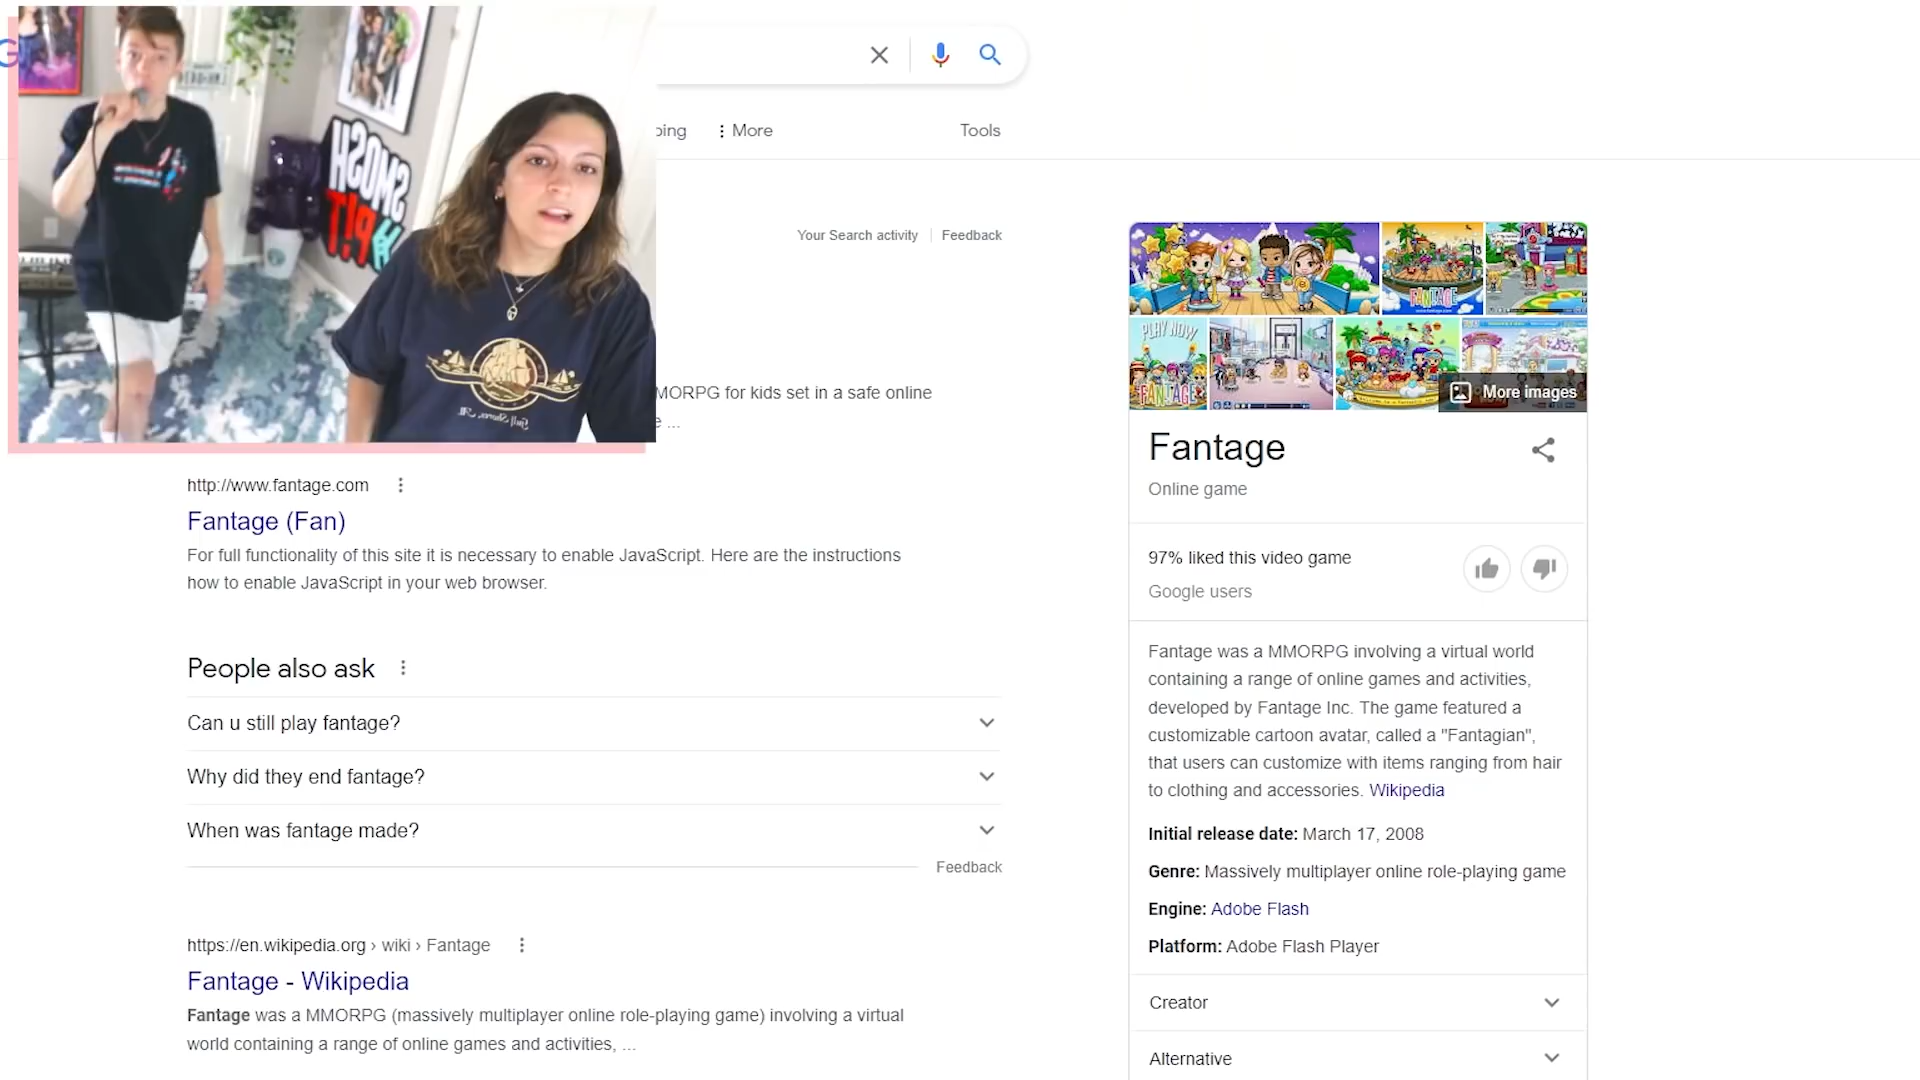 SMOSH
PIT
ping
More
Tools
Your Search activity
Feedback
MORPG for kids set in a safe online
e ...
http://www.fantage.com
Fantage (Fan)
For full functionality of this site it is necessary to enable JavaScript. Here are the instructions
how to enable JavaScript in your web browser.
People also ask
Can u still play fantage?
Why did they end fantage?
When was fantage made?
Feedback
https://en.wikipedia.org › wiki › Fantage
Fantage - Wikipedia
Fantage was a MMORPG (massively multiplayer online role-playing game) involving a virtual
world containing a range of online games and activities, ...
FANTAGE
PLAY NOW!
FANTAGE
More images
Fantage
Online game
97% liked this video game
Google users
Fantage was a MMORPG involving a virtual world
containing a range of online games and activities,
developed by Fantage Inc. The game featured a
customizable cartoon avatar, called a "Fantagian",
that users can customize with items ranging from hair
to clothing and accessories. Wikipedia
Initial release date: March 17, 2008
Genre: Massively multiplayer online role-playing game
Engine: Adobe Flash
Platform: Adobe Flash Player
Creator
Alternative